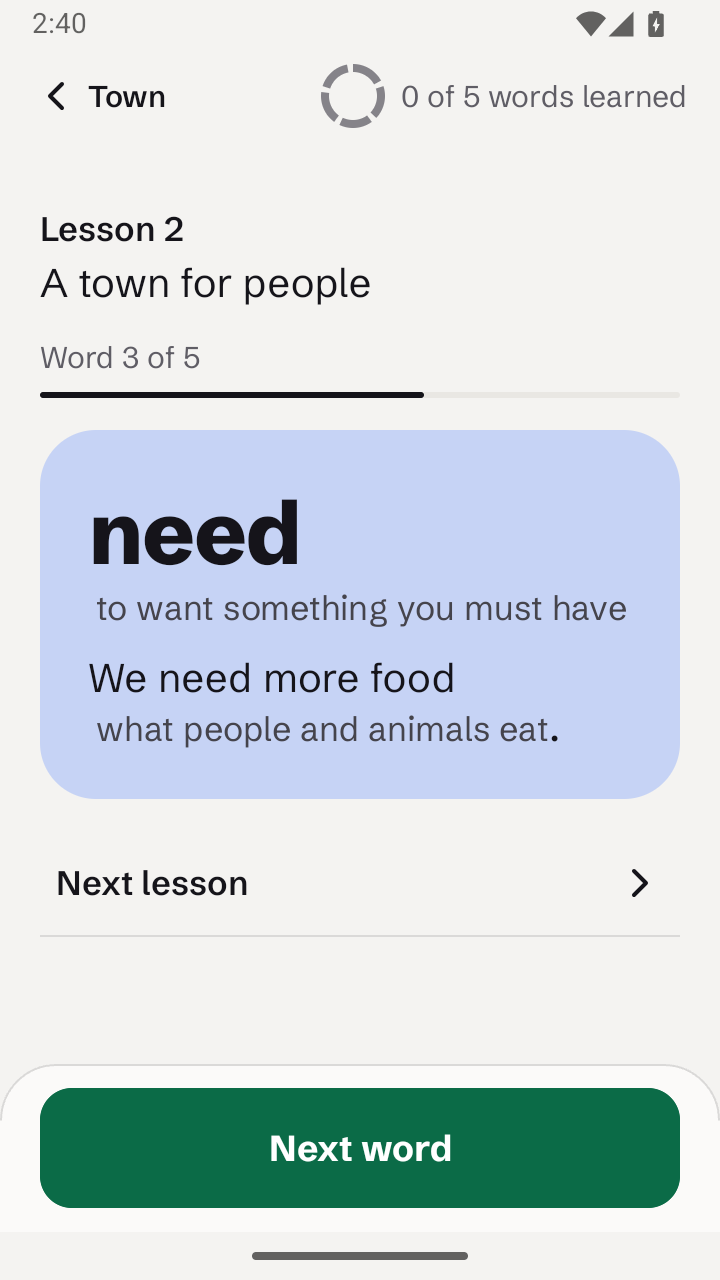 2:40
Town
0 of 5 words learned
Lesson 2
A town for people
Word 3 of 5
need
to want something you must have
We need more food
what people and animals eat.
Next lesson
Next word